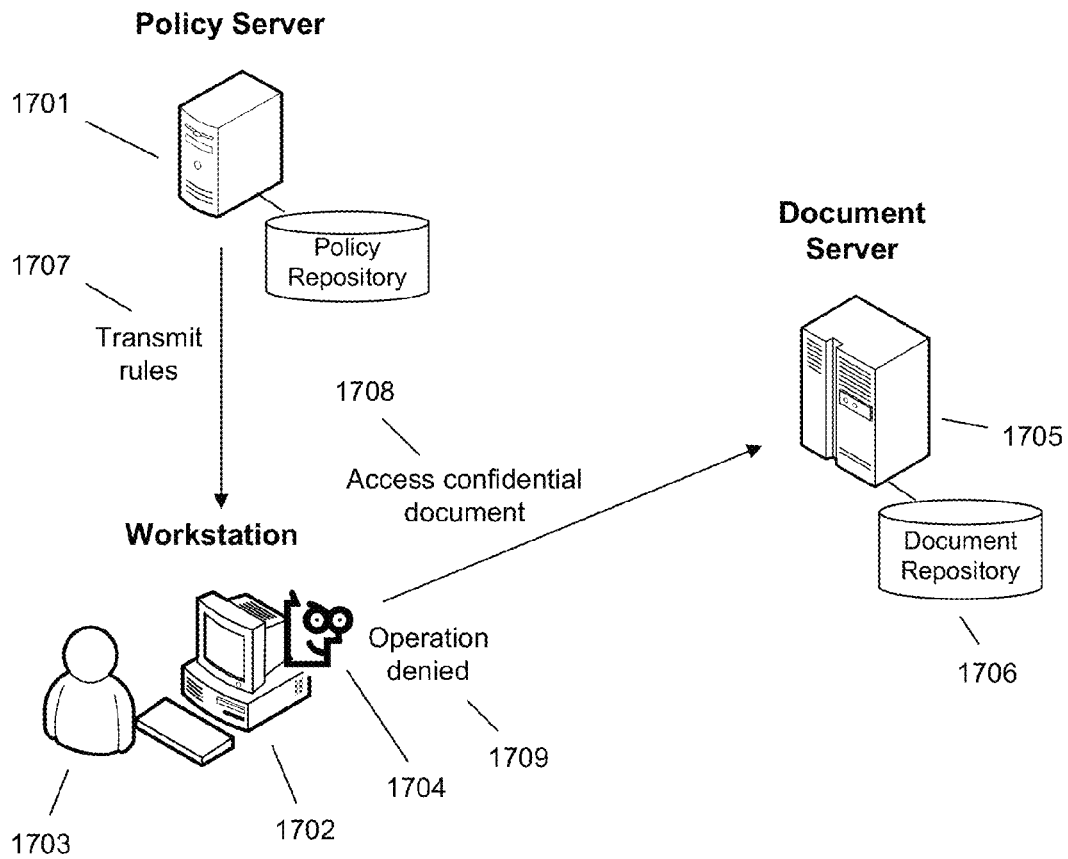 Policy Server
1701
Policy
Repository
1707
Transmit
rules
Document
Server
1708
1705
Access confidential
document
Workstation
Document
Repository
Operation
denied
1706
1709
1704
1702
1703